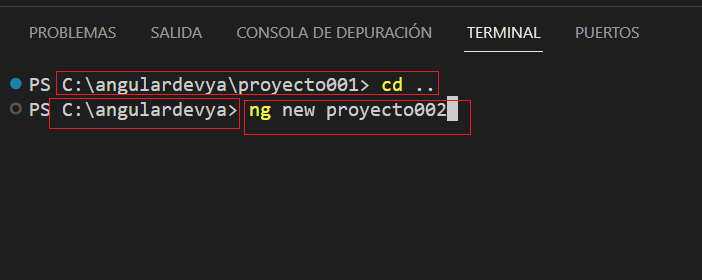 PROBLEMAS SALIDA CONSOLA DE DEPURACIÓN TERMINAL PUERTOS
PS C:\angulardevya\proyecto001> cd ..
PS C:\angulardevya> ng new proyecto002